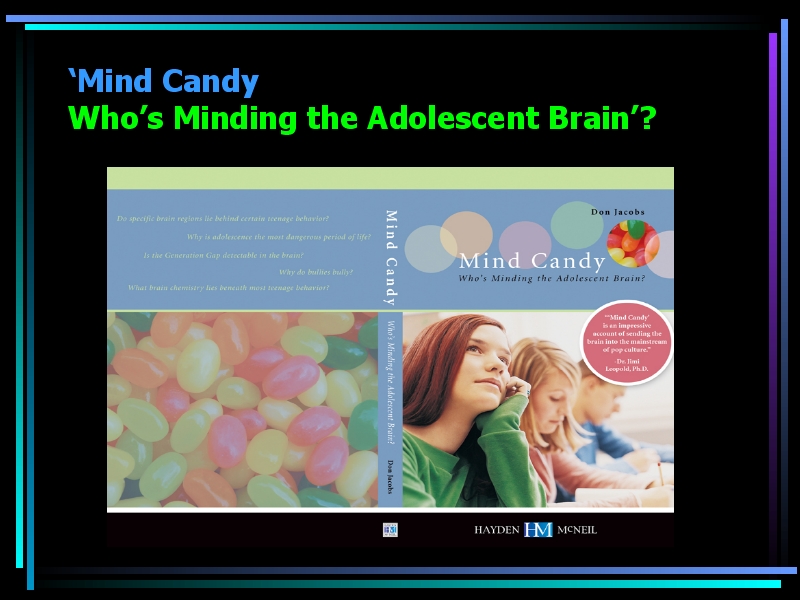 ‘Mind Candy
Who’s Minding the Adolescent Brain’?
Do specific brain regions lie behind certain teenage behavior?
Why is adolescence the most dangerous period of life?
Is the Generation Gap detectable in the brain?
Why do bullies bully?
What brain chemistry lies beneath most teenage behavior?
Mind Candy
Who's Minding the Adolescent Brain?
Don Jacobs
Don Jacobs
Mind Candy
Who's Minding the Adolescent Brain?
"'Mind Candy'
is an impressive
account of sending the
brain into the mainstream
of pop culture."
-Dr. Jimi
Leopold, Ph.D.
HAYDEN HM MCNEIL